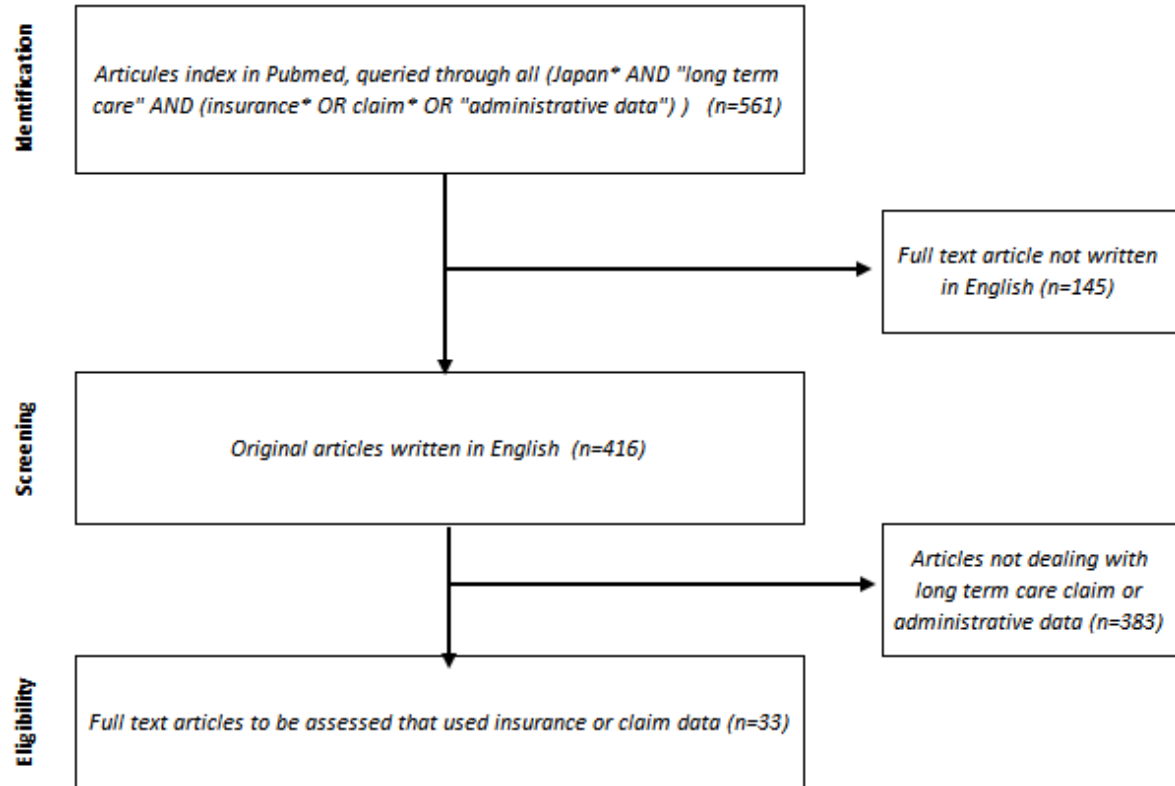 Identification
Articules index in Pubmed, queried through all (Japan* AND "long term
care" AND (insurance* OR claim* OR "administrative data") )   (n=561)
Full text article not written
in English (n=145)
Screening
Original articles written in English  (n=416)
Articles not dealing with
long term care claim or
administrative data (n=383)
Eligibility
Full text articles to be assessed that used insurance or claim data (n=33)